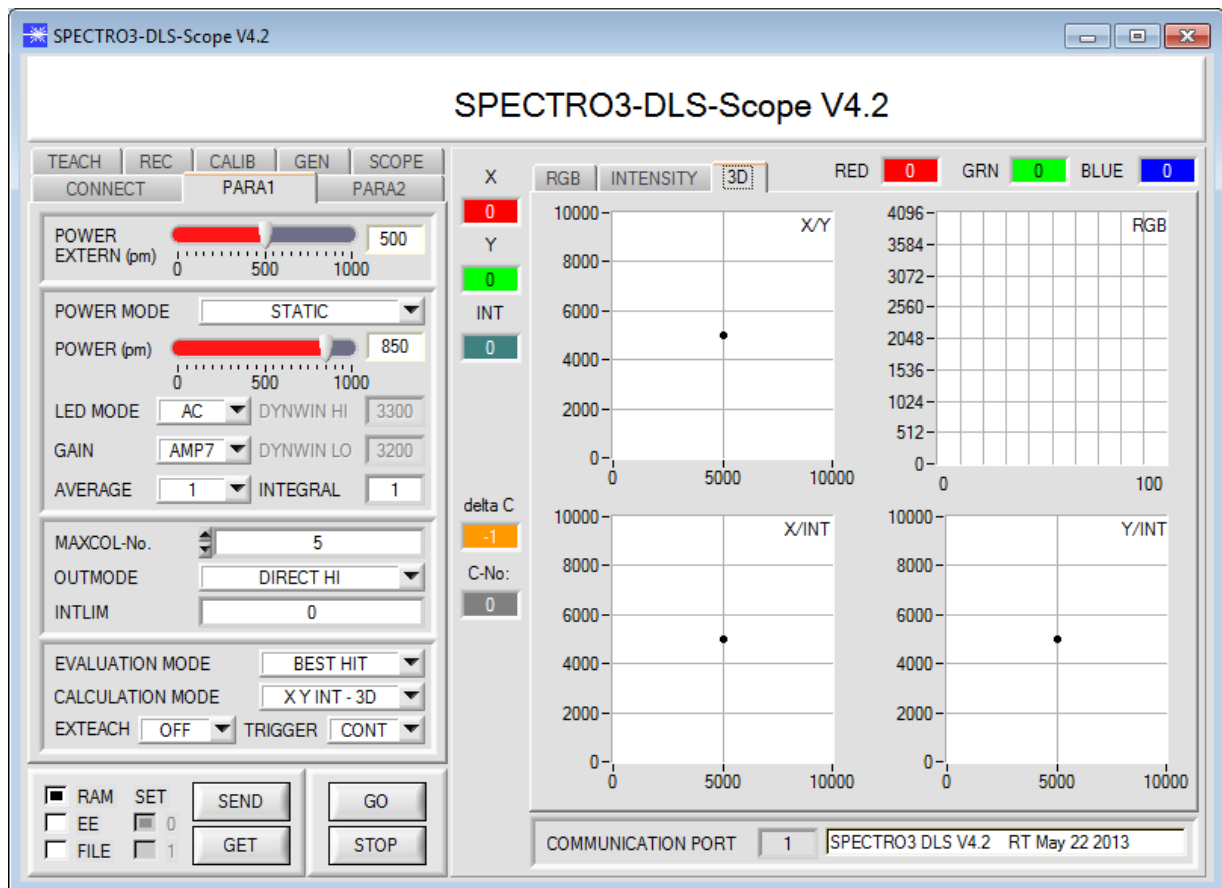 SPECTRO3-DLS-Scope V4.2
SPECTRO3-DLS-Scope V4.2
TEACH REC CALIB GEN SCOPE
CONNECT PARA1 PARA2
POWER EXTERN (pm) 500
0 500 1000
POWER MODE STATIC
POWER (pm) 850
0 500 1000
LED MODE AC DYNWIN HI 3300
GAIN AMP7 DYNWIN LO 3200
AVERAGE 1 INTEGRAL 1
MAXCOL-No. 5
OUTMODE DIRECT HI
INTLIM 0
EVALUATION MODE BEST HIT
CALCULATION MODE X Y INT - 3D
EXTEACH OFF TRIGGER CONT
RAM SET SEND GO
EE 0
FILE 1 GET STOP
X
0
Y
0
INT
0
delta C
-1
C-No:
0
RGB INTENSITY 3D RED 0 GRN 0 BLUE 0
X/Y
10000
8000
6000
4000
2000
0
0 5000 10000
RGB
4096
3584
3072
2560
2048
1536
1024
512
0
0 100
X/INT
10000
8000
6000
4000
2000
0
0 5000 10000
Y/INT
10000
8000
6000
4000
2000
0
0 5000 10000
COMMUNICATION PORT 1 SPECTRO3 DLS V4.2 RT May 22 2013